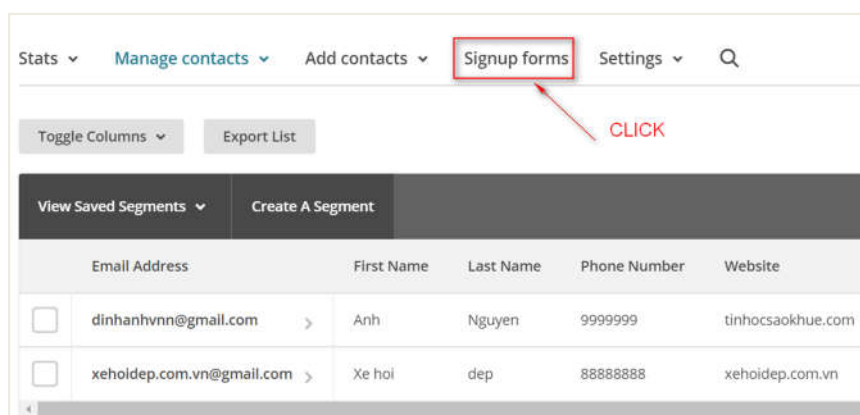 Stats Manage contacts Add contacts Signup forms Settings
CLICK
Toggle Columns Export List
View Saved Segments Create A Segment
Email Address First Name Last Name Phone Number Website
dinhanhvnn@gmail.com Anh Nguyen 9999999 tinhocsaokhue.com
xehoidep.com.vn@gmail.com Xe hoi dep 88888888 xehoidep.com.vn